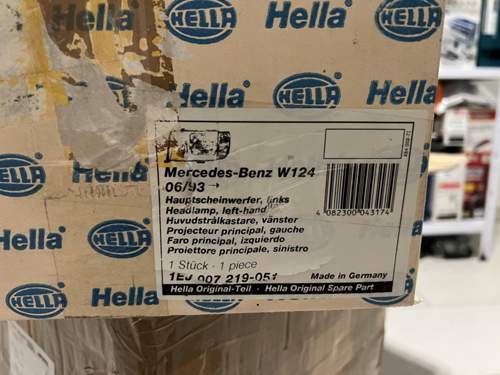 HELLA Hella HELLA
Hella HELLA Hella
Mercedes-Benz W124
06/93 →
Hauptscheinwerfer, links
Headlamp, left-hand
Huvudstrålkastare, vänster
Projecteur principal, gauche
Faro principal, izquierdo
Proiettore principale, sinistro
4 082300 043174
1 Stück · 1 piece
1EJ 007 219-051 Made in Germany
Hella Original-Teil · Hella Original Spare Part
Hella HELLA Hella
HELLA Hella HELLA Hella HELLA